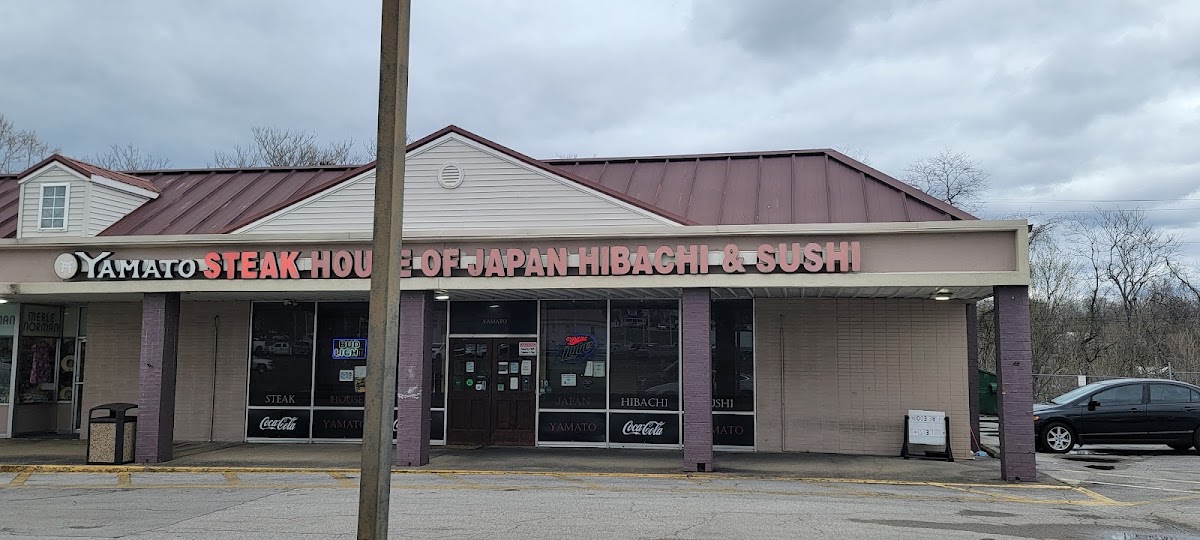 YAMATO STEAK HOUSE OF JAPAN HIBACHI & SUSHI
MERLE
NORMAN
YAMATO
BUD
LIGHT
Miller
Lite
STEAK
HOUSE
JAPAN
HIBACHI
SUSHI
Coca-Cola
YAMATO
YAMATO
Coca-Cola
YAMATO